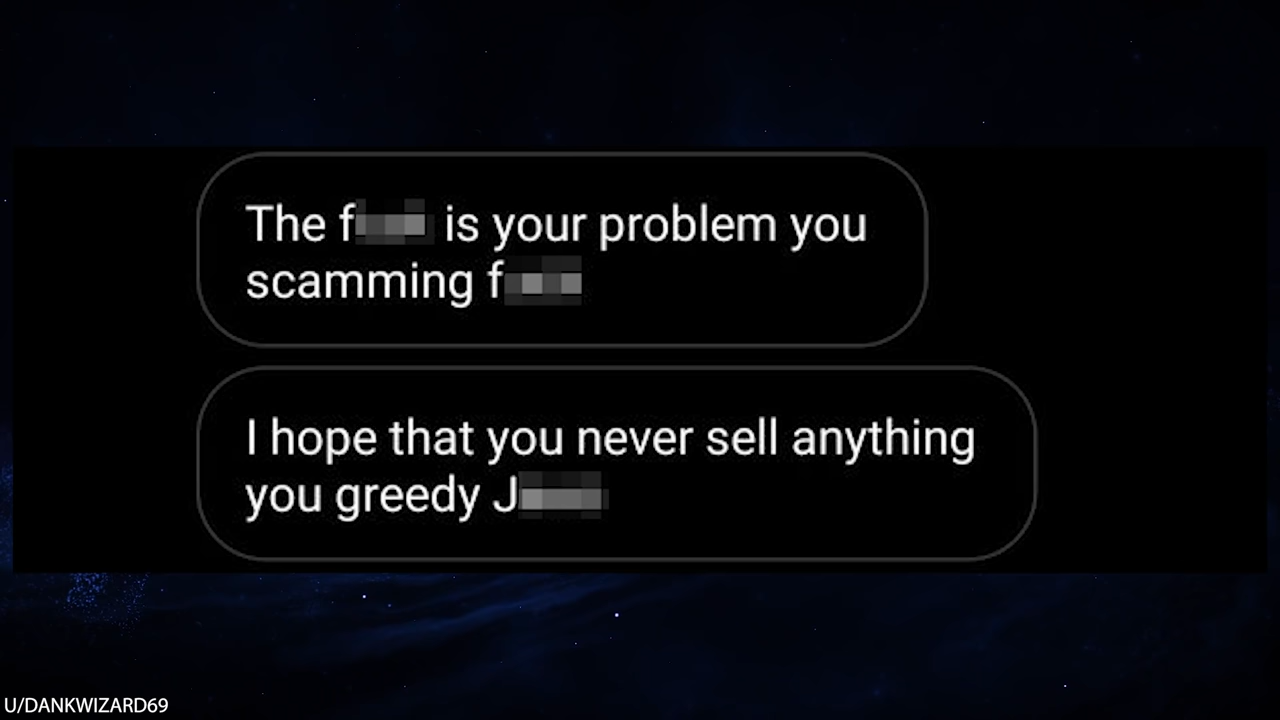 The f is your problem you
scamming f
I hope that you never sell anything
you greedy J
U/DANKWIZARD69